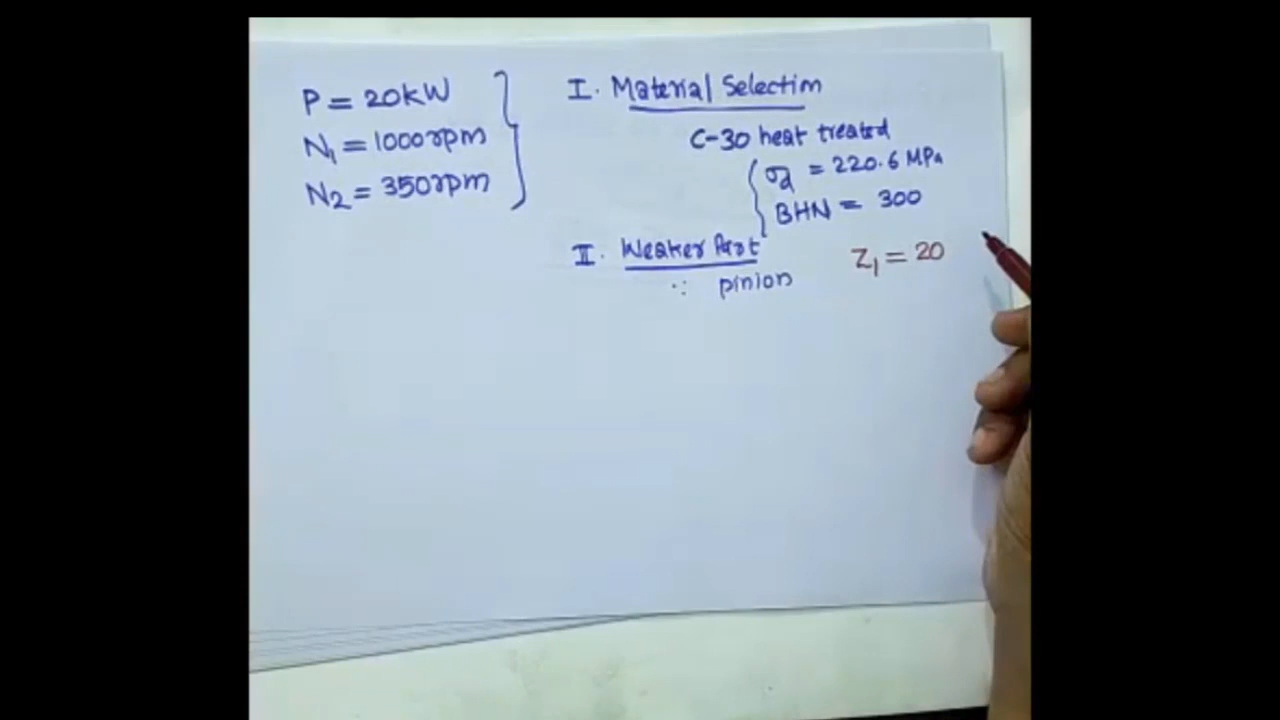 P = 20KW
N₁ = 1000rpm
N₂ = 350rpm
I. Material Selection
C-30 heat treated
σd = 220.6 MPa
BHN = 300
II. Weaker Part
∵ pinion
Z₁ = 20